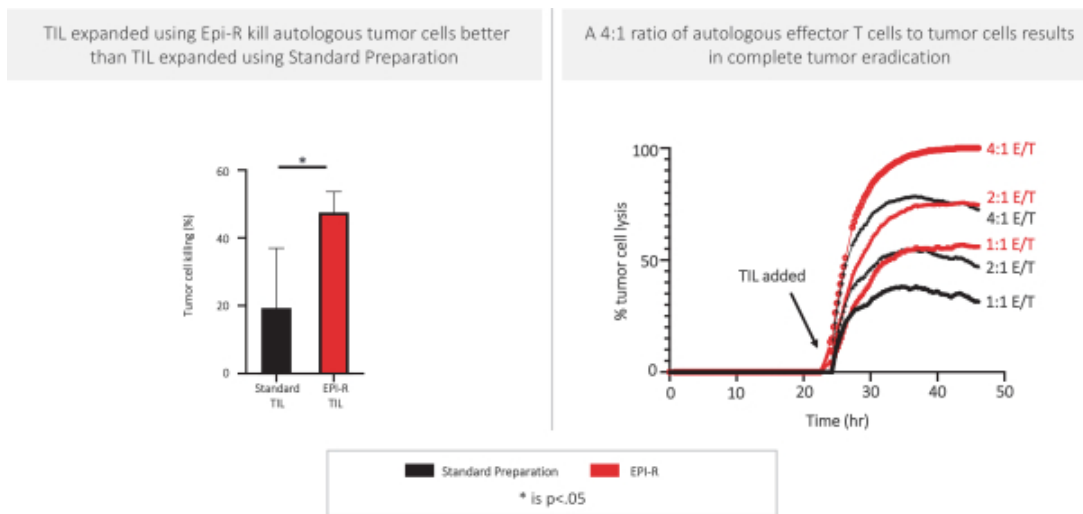 TIL expanded using Epi-R kill autologous tumor cells better
than TIL expanded using Standard Preparation
A 4:1 ratio of autologous effector T cells to tumor cells results
in complete tumor eradication
Tumor cell killing (%)
60
40
20
0
*
Standard
TIL
EPI-R
TIL
% tumor cell lysis
100
50
0
TIL added
4:1 E/T
2:1 E/T
4:1 E/T
1:1 E/T
2:1 E/T
1:1 E/T
0
10
20
30
40
50
Time (hr)
Standard Preparation
EPI-R
* is p<.05